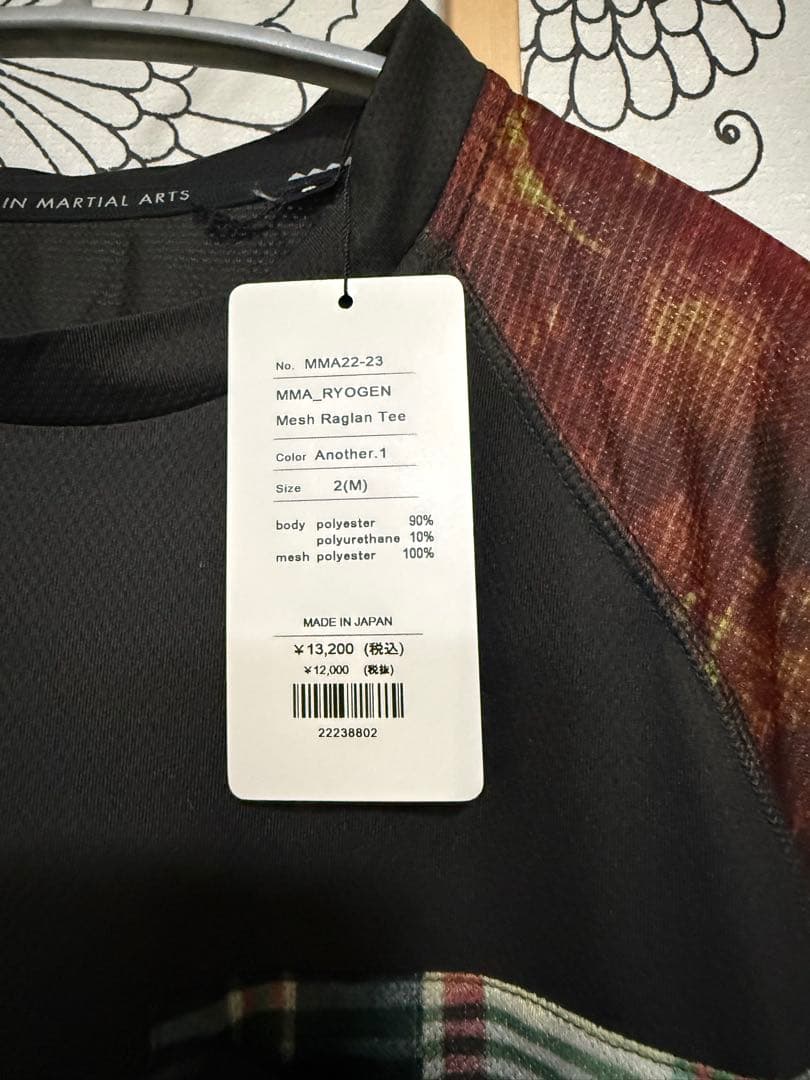 IN MARTIAL ARTS
No. MMA22-23
MMA_RYOGEN
Mesh Raglan Tee
Color Another.1
Size 2(M)
body polyester 90%
polyurethane 10%
mesh polyester 100%
MADE IN JAPAN
¥13,200 (税込)
¥12,000 (税抜)
22238802